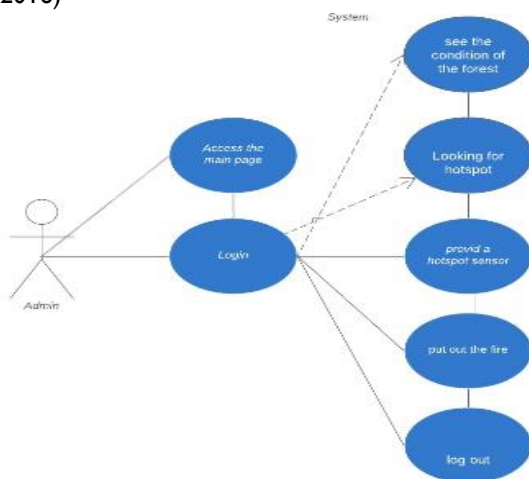 2018)
System
see the
condition of
the forest
Access the
main page
Looking for
hotspot
Login
provid a
hotspot sensor
Admin
put out the fire
log out